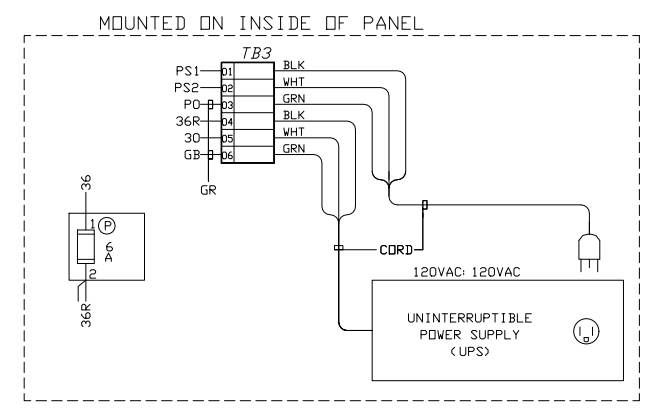 MOUNTED ON INSIDE OF PANEL
TB3
PS1 01 BLK
PS2 02 WHT
PO 03 GRN
36R 04 BLK
30 05 WHT
GB 06 GRN
GR
36
1 P
6
A
2
36R
CORD
120VAC: 120VAC
UNINTERRUPTIBLE
POWER SUPPLY
(UPS)